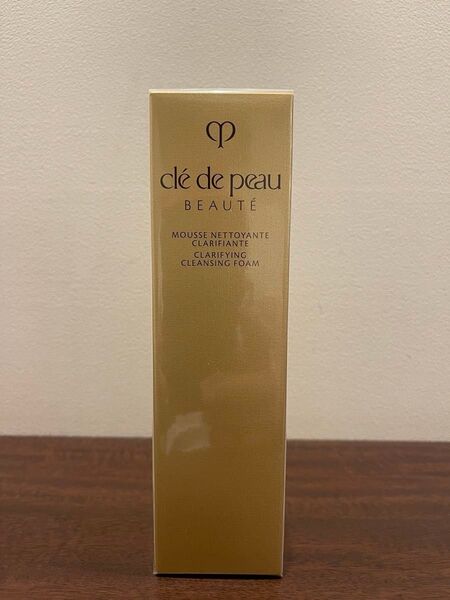 clé de peau
BEAUTÉ
MOUSSE NETTOYANTE
CLARIFIANTE
CLARIFYING
CLEANSING FOAM